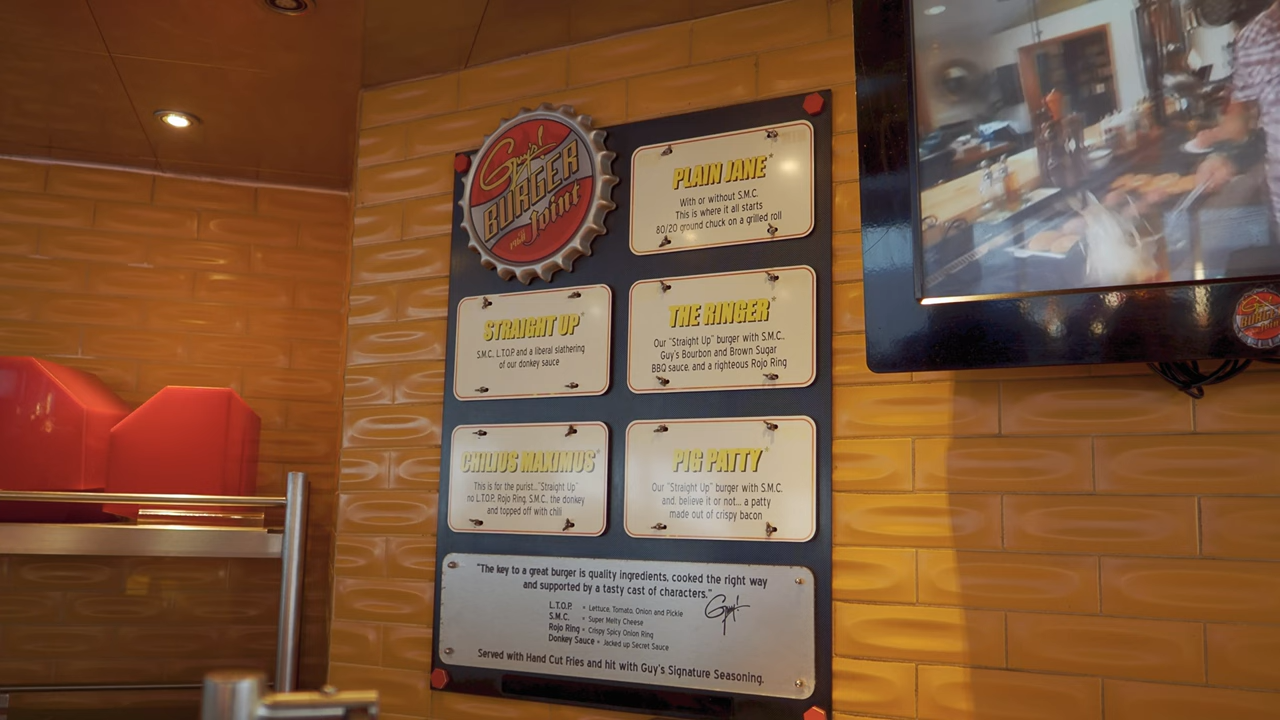 Guy's!
BURGER
Joint
PLAIN JANE*
With or without S.M.C.
This is where it all starts
80/20 ground chuck on a grilled roll
STRAIGHT UP*
S.M.C., L.T.O.P. and a liberal slathering
of our donkey sauce
THE RINGER*
Our "Straight Up" burger with S.M.C.,
Guy's Bourbon and Brown Sugar
BBQ sauce, and a righteous Rojo Ring
CHILIUS MAXIMUS*
This is for the purist..."Straight Up"
no L.T.O.P, Rojo Ring, S.M.C, the donkey
and topped off with chili
PIG PATTY*
Our "Straight Up" burger with S.M.C.
and, believe it or not... a patty
made out of crispy bacon
"The key to a great burger is quality ingredients, cooked the right way
and supported by a tasty cast of characters."
L.T.O.P. = Lettuce, Tomato, Onion and Pickle
S.M.C. = Super Melty Cheese
Rojo Ring = Crispy Spicy Onion Ring
Donkey Sauce = Jacked up Secret Sauce
Served with Hand Cut Fries and hit with Guy's Signature Seasoning.
BURGER